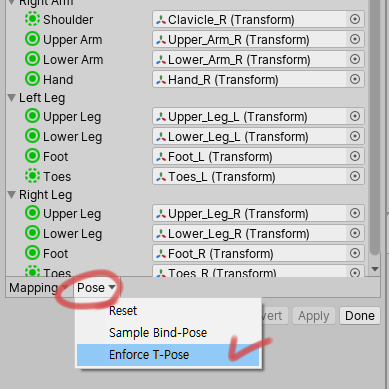 Right Arm
Shoulder Clavicle_R (Transform)
Upper Arm Upper_Arm_R (Transform)
Lower Arm Lower_Arm_R (Transform)
Hand Hand_R (Transform)
Left Leg
Upper Leg Upper_Leg_L (Transform)
Lower Leg Lower_Leg_L (Transform)
Foot Foot_L (Transform)
Toes Toes_L (Transform)
Right Leg
Upper Leg Upper_Leg_R (Transform)
Lower Leg Lower_Leg_R (Transform)
Foot Foot_R (Transform)
Toes Toes_R (Transform)
Mapping Pose
Reset
Sample Bind-Pose
Enforce T-Pose
vert Apply Done